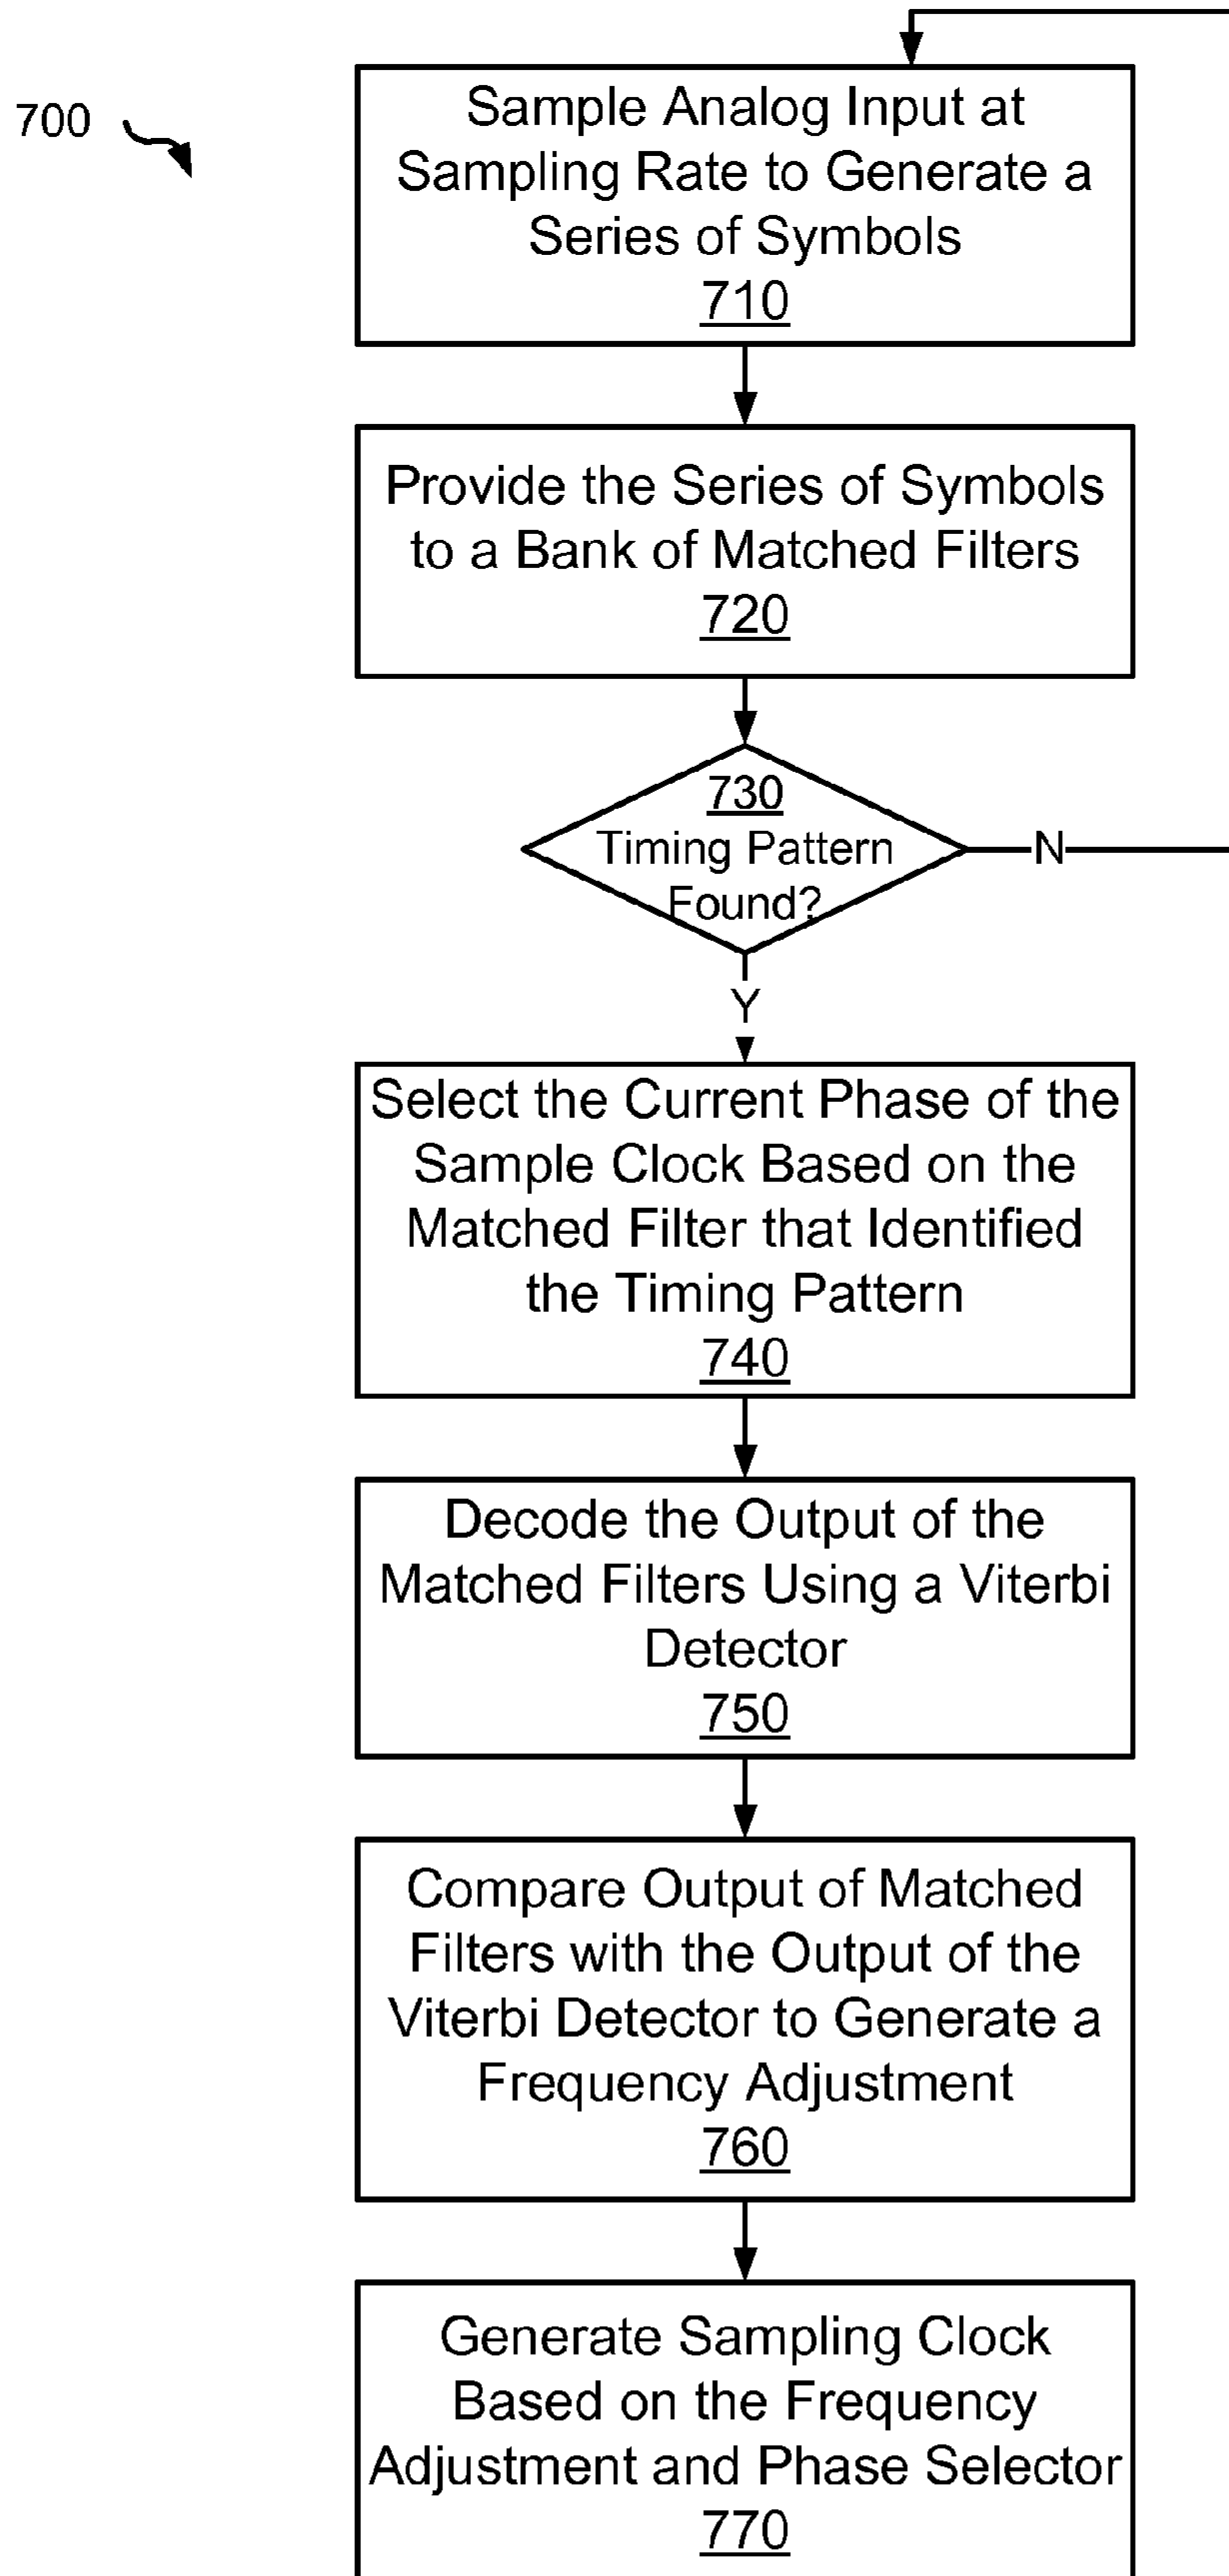 700
Sample Analog Input at
Sampling Rate to Generate a
Series of Symbols
710
Provide the Series of Symbols
to a Bank of Matched Filters
720
730
Timing Pattern
Found?
N
Y
Select the Current Phase of the
Sample Clock Based on the
Matched Filter that Identified
the Timing Pattern
740
Decode the Output of the
Matched Filters Using a Viterbi
Detector
750
Compare Output of Matched
Filters with the Output of the
Viterbi Detector to Generate a
Frequency Adjustment
760
Generate Sampling Clock
Based on the Frequency
Adjustment and Phase Selector
770